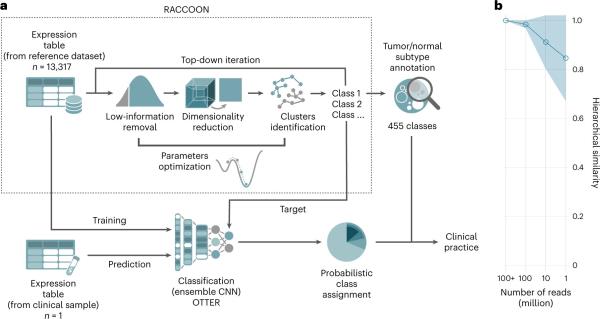 a
RACCOON
Expression
table
(from reference dataset)
n = 13,317
Top-down iteration
Low-information
removal
Dimensionality
reduction
Clusters
identification
Class 1
Class 2
Class ...
Parameters
optimization
Tumor/normal
subtype
annotation
455 classes
Training
Target
Prediction
Expression
table
(from clinical sample)
n = 1
Classification
(ensemble CNN)
OTTER
Probabilistic
class
assignment
Clinical
practice
b
1.0
0.8
0.6
0.4
0.2
0
Hierarchical similarity
100+ 100 10 1
Number of reads
(million)